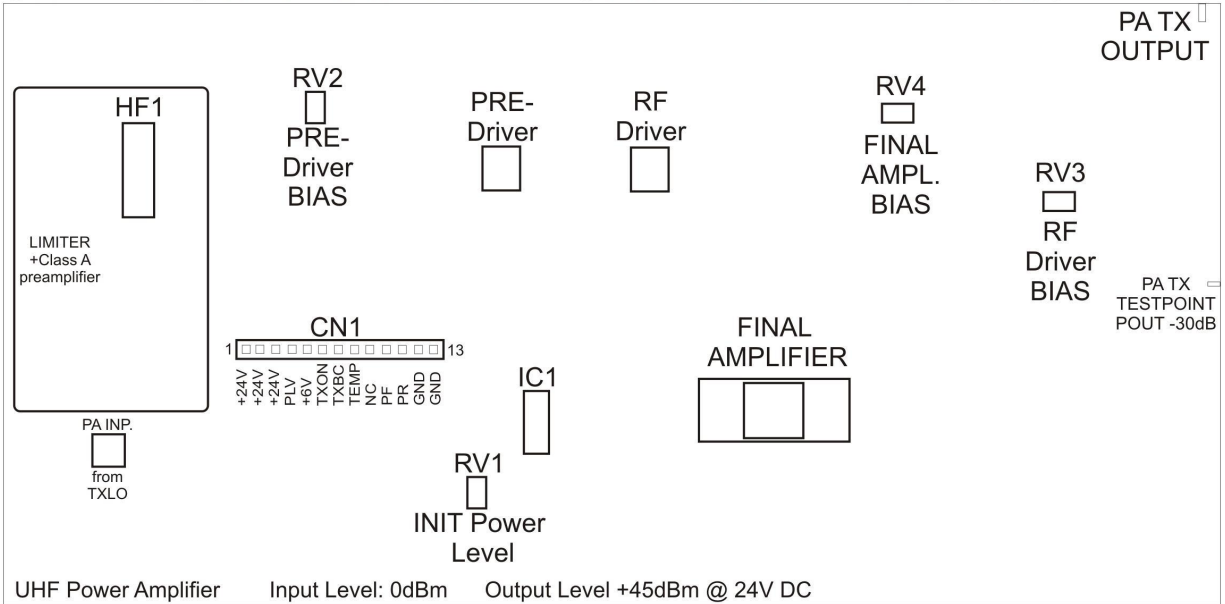 PA TX
OUTPUT
HF1
LIMITER
+Class A
preamplifier
RV2
PRE-
Driver
BIAS
PRE-
Driver
RF
Driver
RV4
FINAL
AMPL.
BIAS
RV3
RF
Driver
BIAS
PA TX
TESTPOINT
POUT -30dB
CN1
1
13
+24V
+24V
+24V
PLV
+6V
TXON
TXBC
TEMP
NC
PF
PR
GND
GND
IC1
FINAL
AMPLIFIER
PA INP.
from
TXLO
RV1
INIT Power
Level
UHF Power Amplifier Input Level: 0dBm Output Level +45dBm @ 24V DC